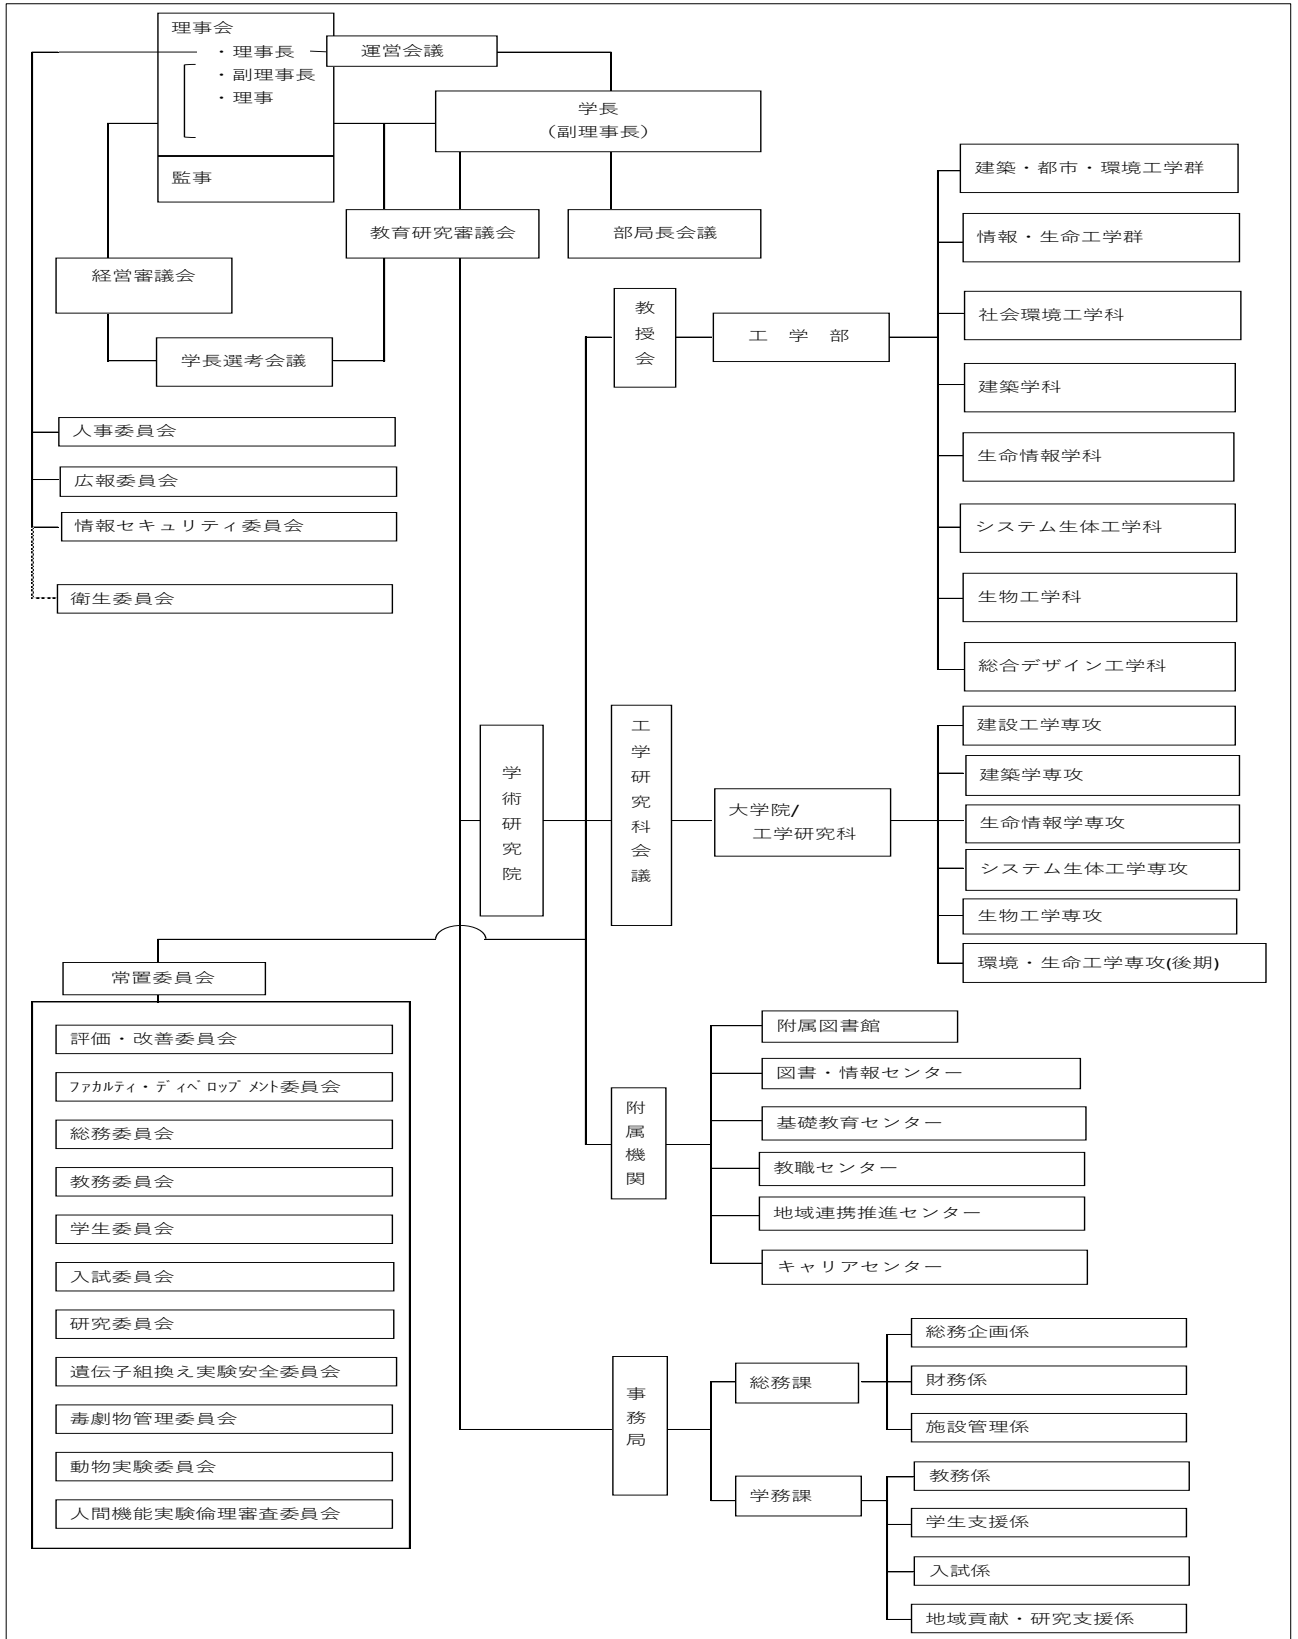 理事会
・理事長
・副理事長
・理事
監事
運営会議
学長
（副理事長）
教育研究審議会
部局長会議
経営審議会
学長選考会議
人事委員会
広報委員会
情報セキュリティ委員会
衛生委員会
教授会
工 学 部
建築・都市・環境工学群
情報・生命工学群
社会環境工学科
建築学科
生命情報学科
システム生体工学科
生物工学科
総合デザイン工学科
学術研究院
工学研究科会議
大学院/
工学研究科
建設工学専攻
建築学専攻
生命情報学専攻
システム生体工学専攻
生物工学専攻
環境・生命工学専攻(後期)
常置委員会
評価・改善委員会
ファカルティ・ディベロップメント委員会
総務委員会
教務委員会
学生委員会
入試委員会
研究委員会
遺伝子組換え実験安全委員会
毒劇物管理委員会
動物実験委員会
人間機能実験倫理審査委員会
附属機関
附属図書館
図書・情報センター
基礎教育センター
教職センター
地域連携推進センター
キャリアセンター
事務局
総務課
総務企画係
財務係
施設管理係
学務課
教務係
学生支援係
入試係
地域貢献・研究支援係